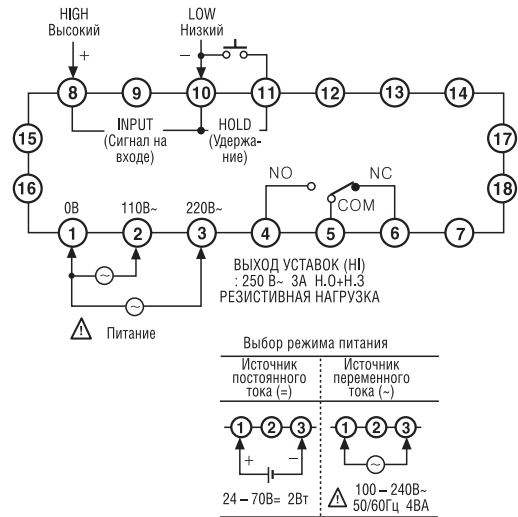 HIGH
Высокий
+
LOW
Низкий
−
8 9 10 11 12 13 14
INPUT
(Сигнал на
входе)
HOLD
(Удержа-
ние)
15
16
17
18
0В 110В~ 220В~
NO
NC
COM
1 2 3 4 5 6 7
~
~
⚠ Питание
ВЫХОД УСТАВОК (HI)
: 250 В~ 3А Н.О+Н.З
РЕЗИСТИВНАЯ НАГРУЗКА
Выбор режима питания
Источник
постоянного
тока (=)
1 2 3
+ −
24 – 70В= 2Вт
Источник
переменного
тока (~)
1 2 3
~
⚠ 100 – 240В~
50/60Гц 4ВА